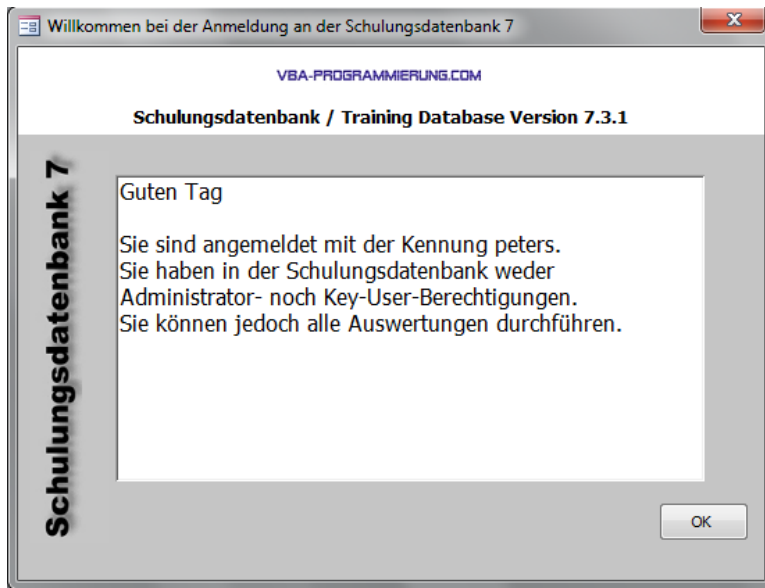 Willkommen bei der Anmeldung an der Schulungsdatenbank 7
VBA-PROGRAMMIERUNG.COM
Schulungsdatenbank / Training Database Version 7.3.1
Schulungsdatenbank 7
Guten Tag
Sie sind angemeldet mit der Kennung peters.
Sie haben in der Schulungsdatenbank weder
Administrator- noch Key-User-Berechtigungen.
Sie können jedoch alle Auswertungen durchführen.
OK